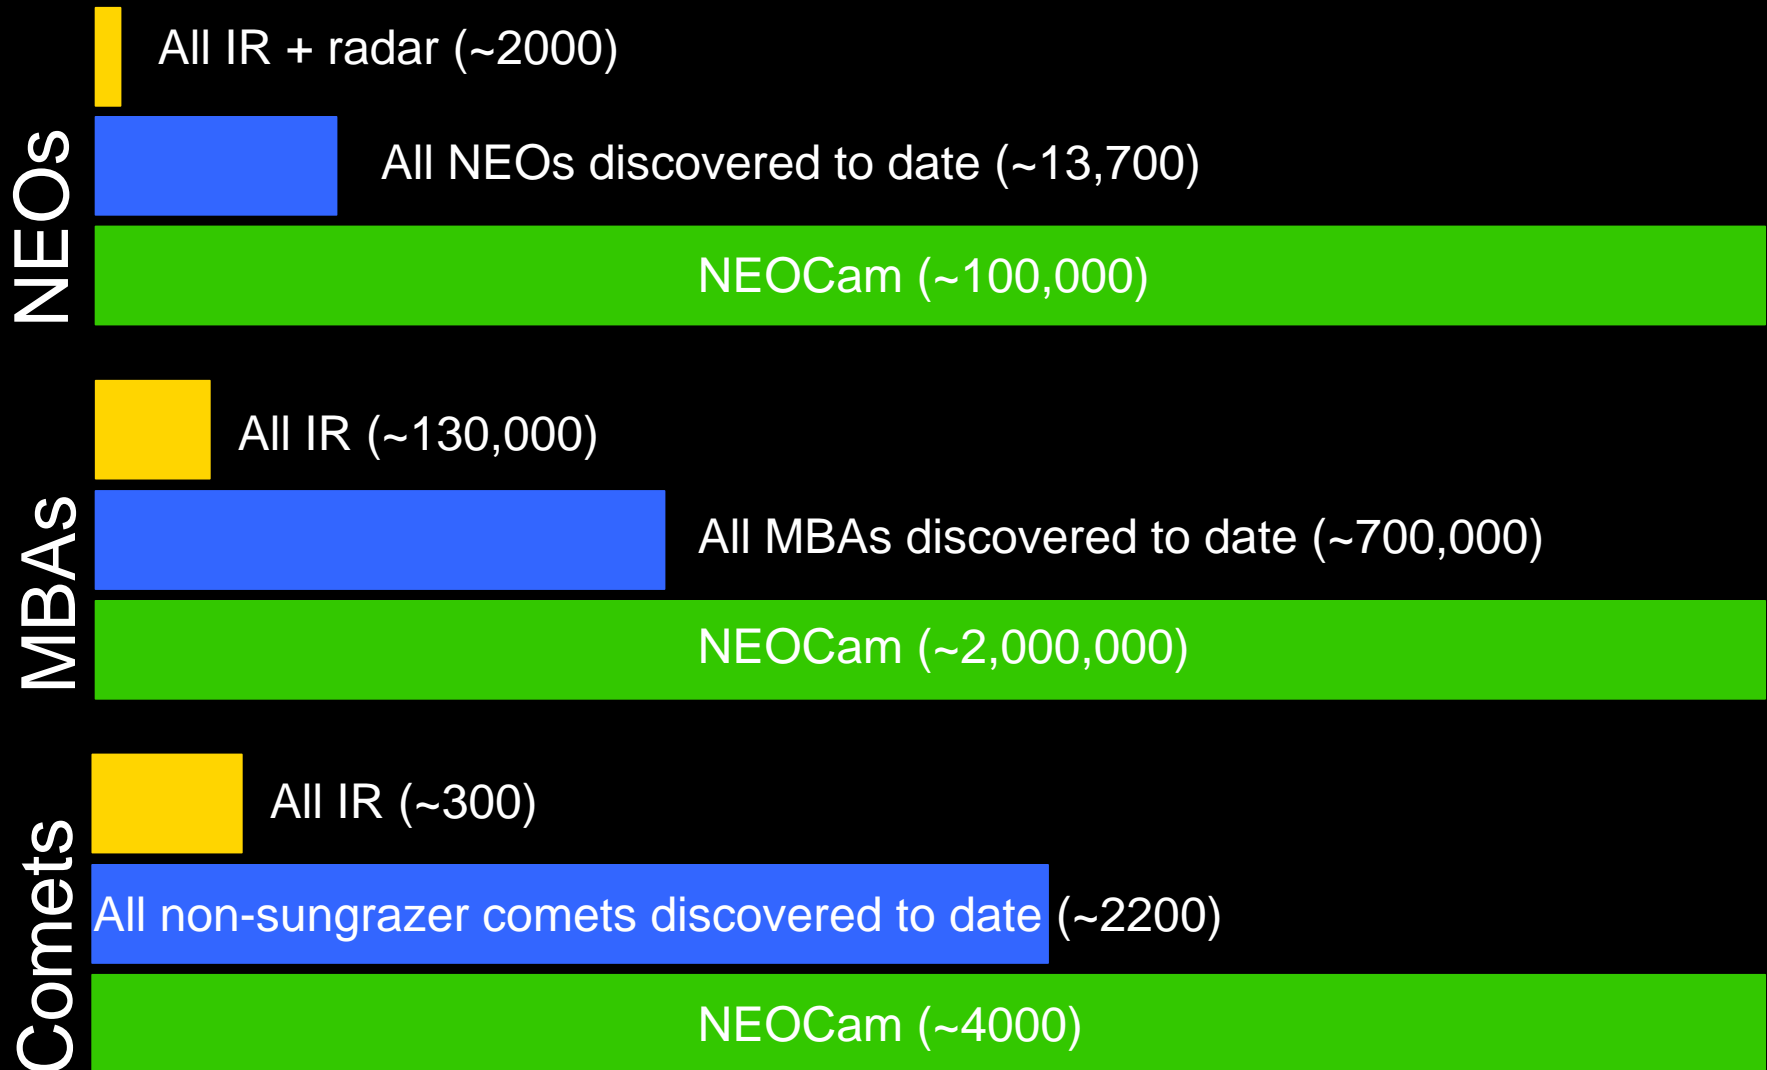 NEOs
All IR + radar (~2000)
All NEOs discovered to date (~13,700)
NEOCam (~100,000)
MBAs
All IR (~130,000)
All MBAs discovered to date (~700,000)
NEOCam (~2,000,000)
Comets
All IR (~300)
All non-sungrazer comets discovered to date (~2200)
NEOCam (~4000)